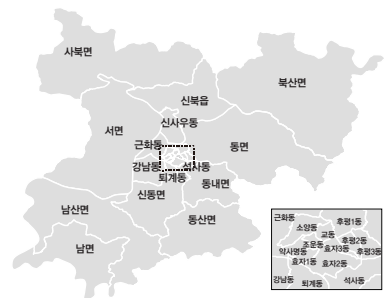 사북면
북산면
신북읍
신사우동
서면
근화동
동면
강남동
석사동
퇴계동
동내면
신동면
남산면
동산면
남면
근화동
후평1동
소양동
교동
후평2동
조운동
효자3동
약사명동
후평3동
효자1동
효자2동
강남동
퇴계동
석사동